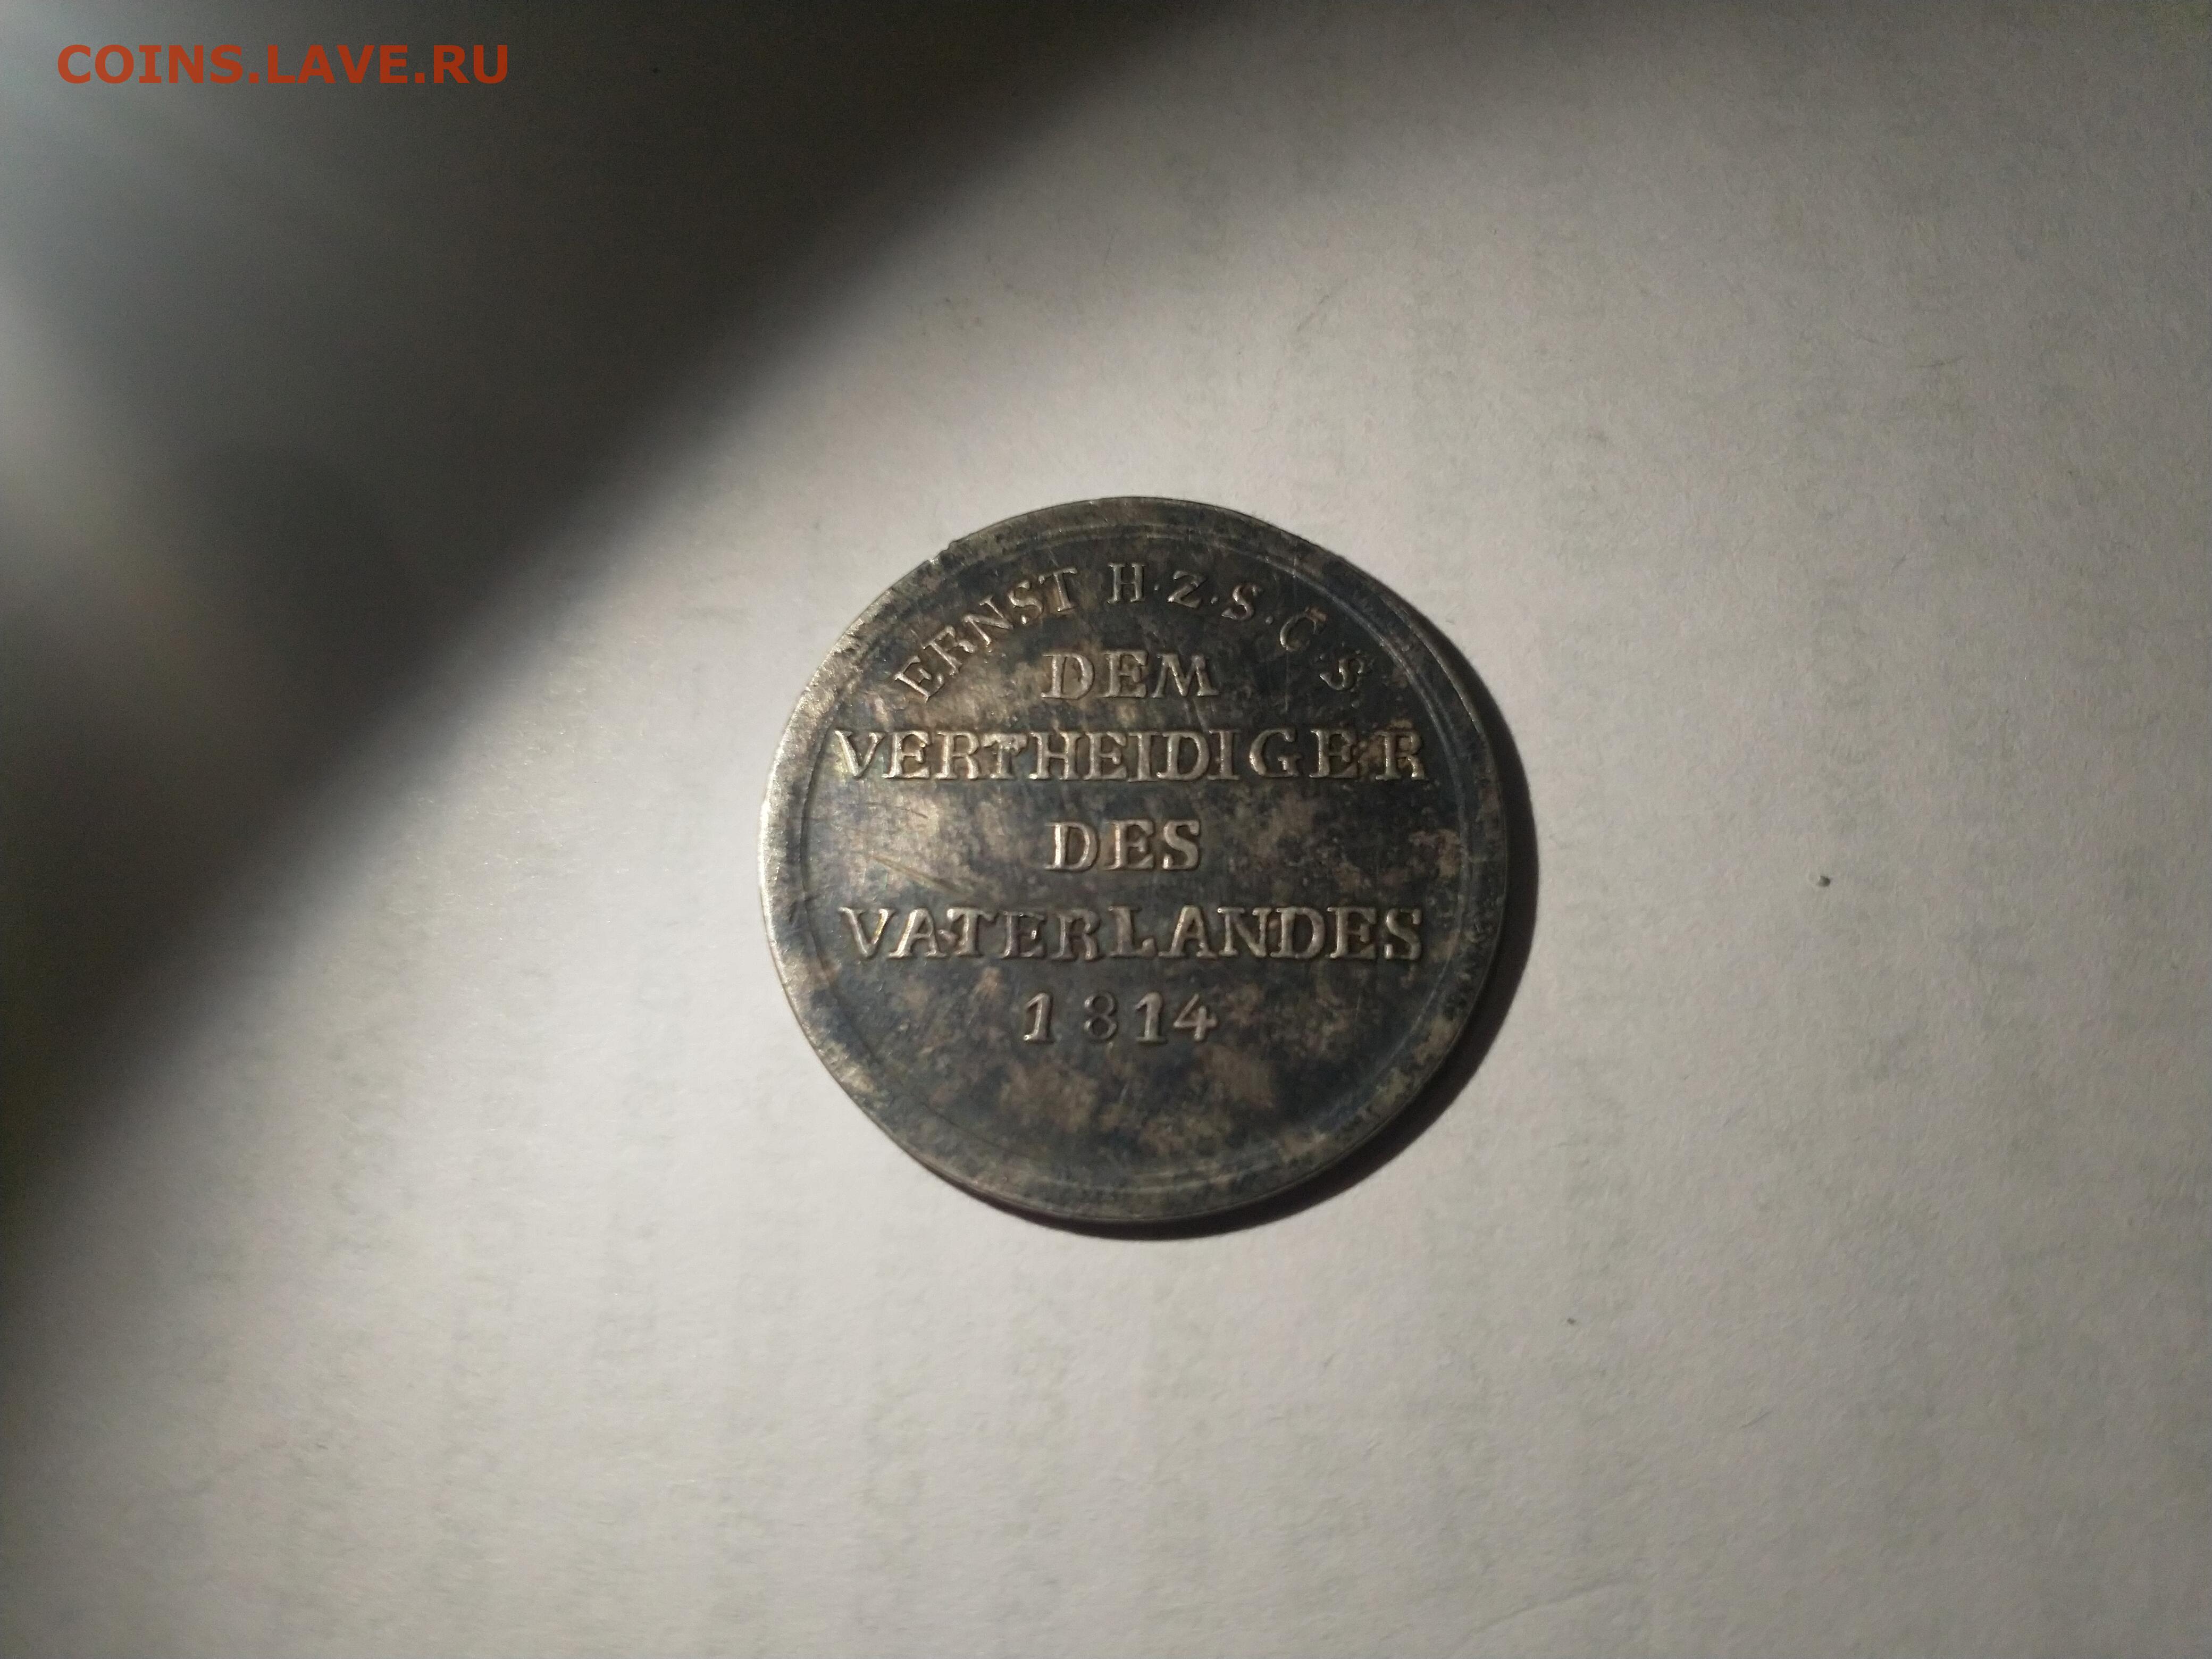 COINS.LAVE.RU
ERNST H·Z·S·C·S
DEM
VERTHEIDIGER
DES
VATERLANDES
1814